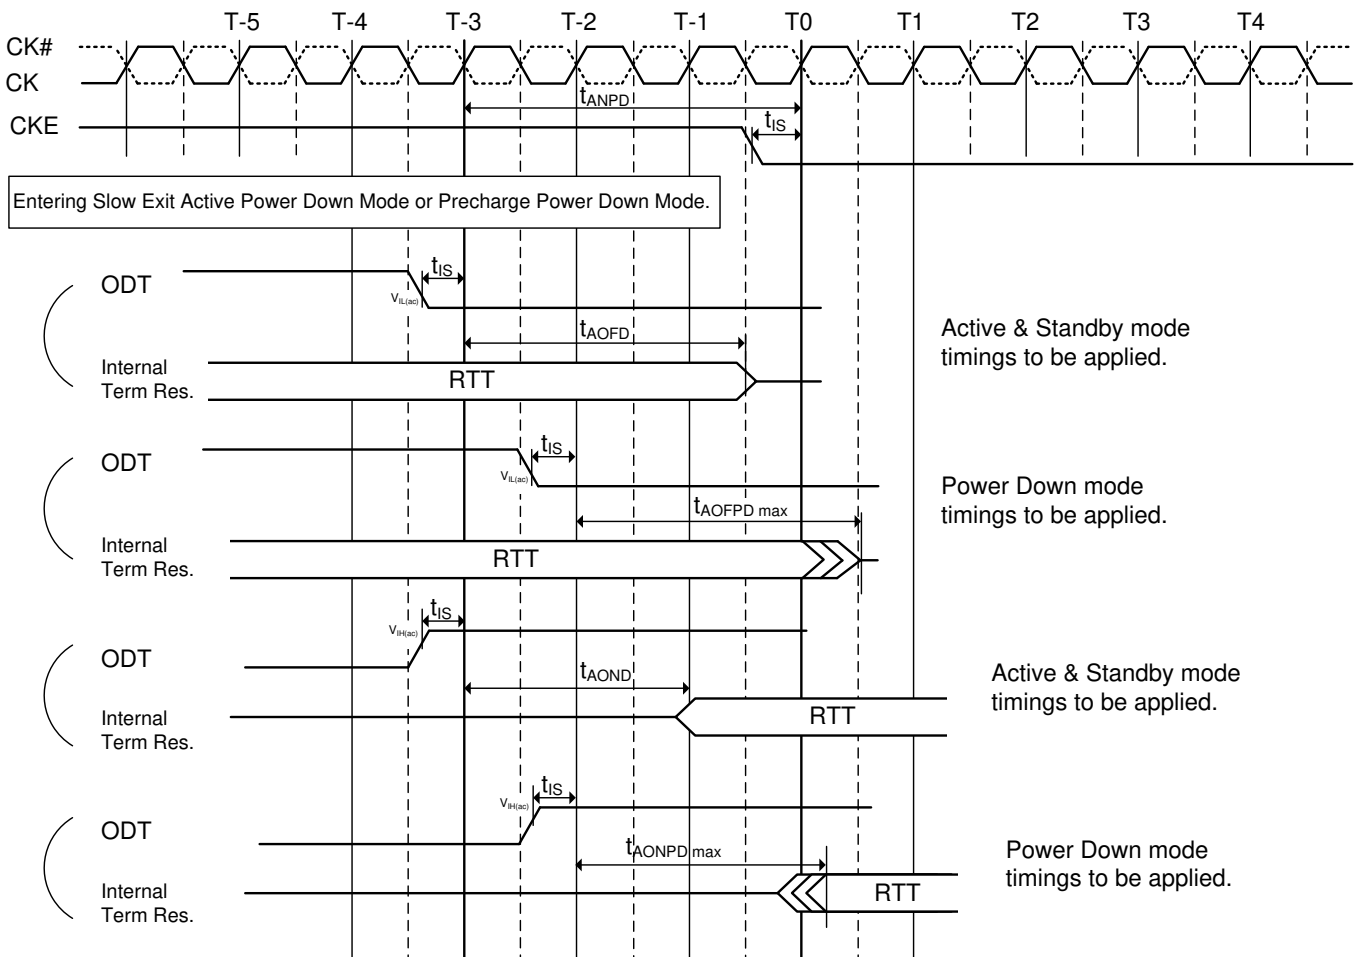 T-5 T-4 T-3 T-2 T-1 T0 T1 T2 T3 T4
CK#
CK
tANPD
CKE
tIS
Entering Slow Exit Active Power Down Mode or Precharge Power Down Mode.
ODT
tIS
VIL(ac)
tAOFD
Active & Standby mode
timings to be applied.
Internal
Term Res.
RTT
ODT
tIS
VIL(ac)
tAOFPD max
Power Down mode
timings to be applied.
Internal
Term Res.
RTT
ODT
tIS
VIH(ac)
tAOND
Active & Standby mode
timings to be applied.
Internal
Term Res.
RTT
ODT
tIS
VIH(ac)
tAONPD max
Power Down mode
timings to be applied.
Internal
Term Res.
RTT